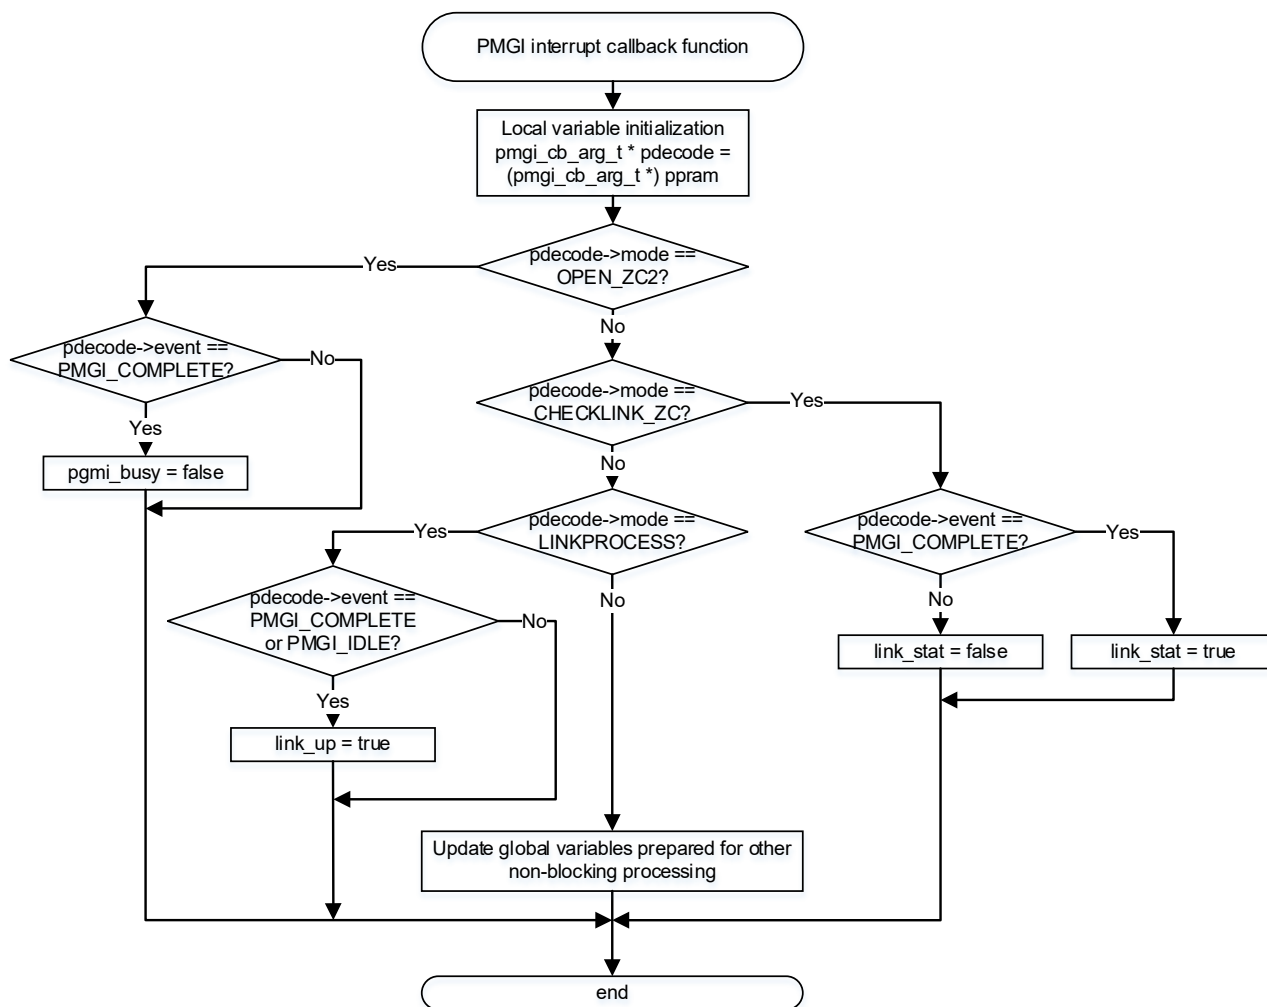 PMGI interrupt callback function
Local variable initialization
pmgi_cb_arg_t * pdecode =
(pmgi_cb_arg_t *) ppram
pdecode->mode ==
OPEN_ZC2?
Yes
No
pdecode->event ==
PMGI_COMPLETE?
No
Yes
pgmi_busy = false
pdecode->mode ==
CHECKLINK_ZC?
Yes
No
pdecode->mode ==
LINKPROCESS?
Yes
No
pdecode->event ==
PMGI_COMPLETE?
Yes
No
link_stat = false
link_stat = true
pdecode->event ==
PMGI_COMPLETE
or PMGI_IDLE?
No
Yes
link_up = true
Update global variables prepared for other
non-blocking processing
end